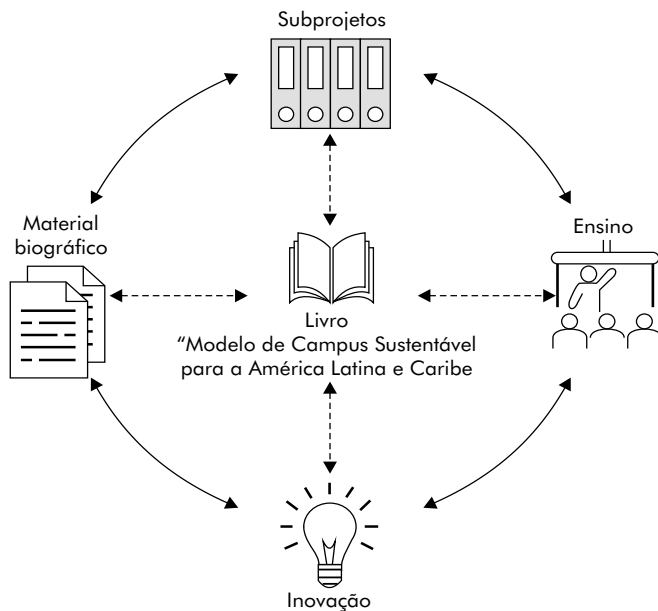 Subprojetos
Material
biográfico
Ensino
Livro
“Modelo de Campus Sustentável
para a América Latina e Caribe
Inovação